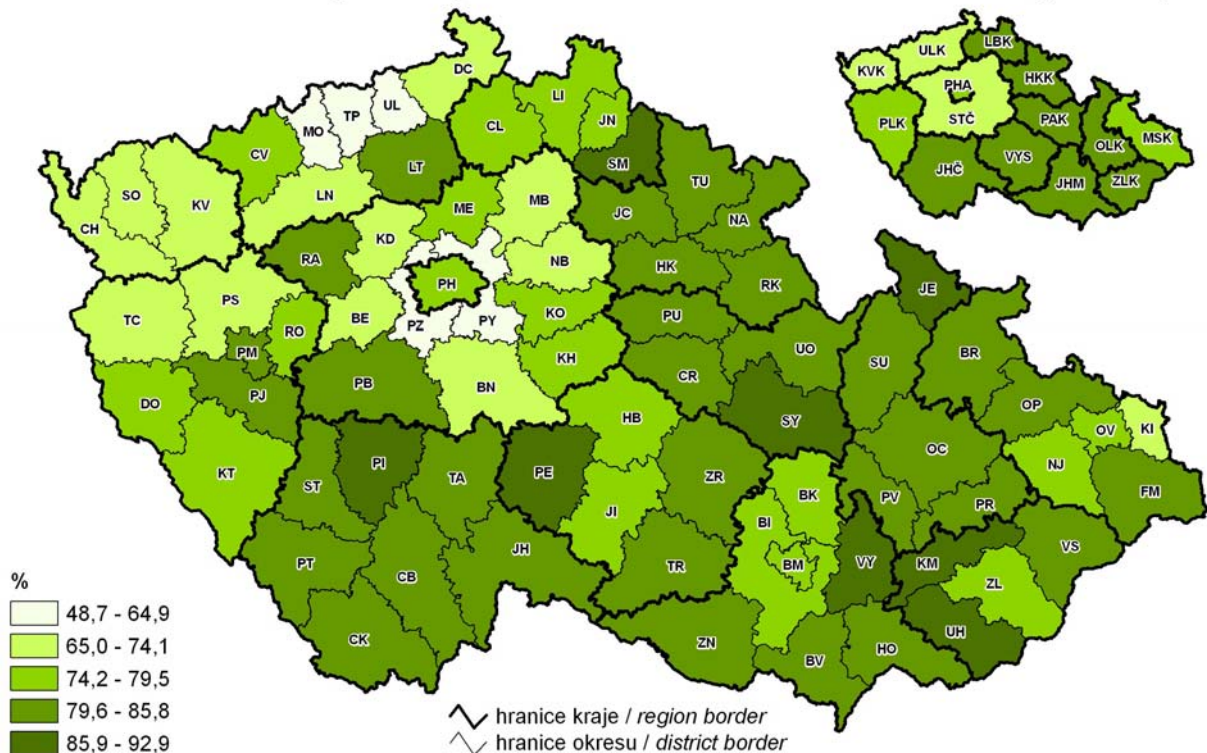 DC
UL
TP
MO
LI
CL
JN
CV
LT
SM
LN
TU
SO
KV
CH
ME
MB
JC
NA
KD
RA
NB
HK
PH
RK
JE
PS
TC
BE
RO
PZ
PY
KO
PU
PM
KH
UO
SU
BR
PB
BN
CR
DO
PJ
OP
HB
SY
OV
KI
KT
PI
PE
OC
NJ
ST
TA
ZR
BK
PV
PR
FM
JI
BI
JH
VS
PT
CB
TR
BM
VY
KM
ZL
CK
UH
ZN
BV
HO
LBK
ULK
KVK
HKK
PHA
STČ
PLK
PAK
OLK
MSK
VYS
JHČ
JHM
ZLK
%
48,7 - 64,9
65,0 - 74,1
74,2 - 79,5
79,6 - 85,8
85,9 - 92,9
hranice kraje / region border
hranice okresu / district border